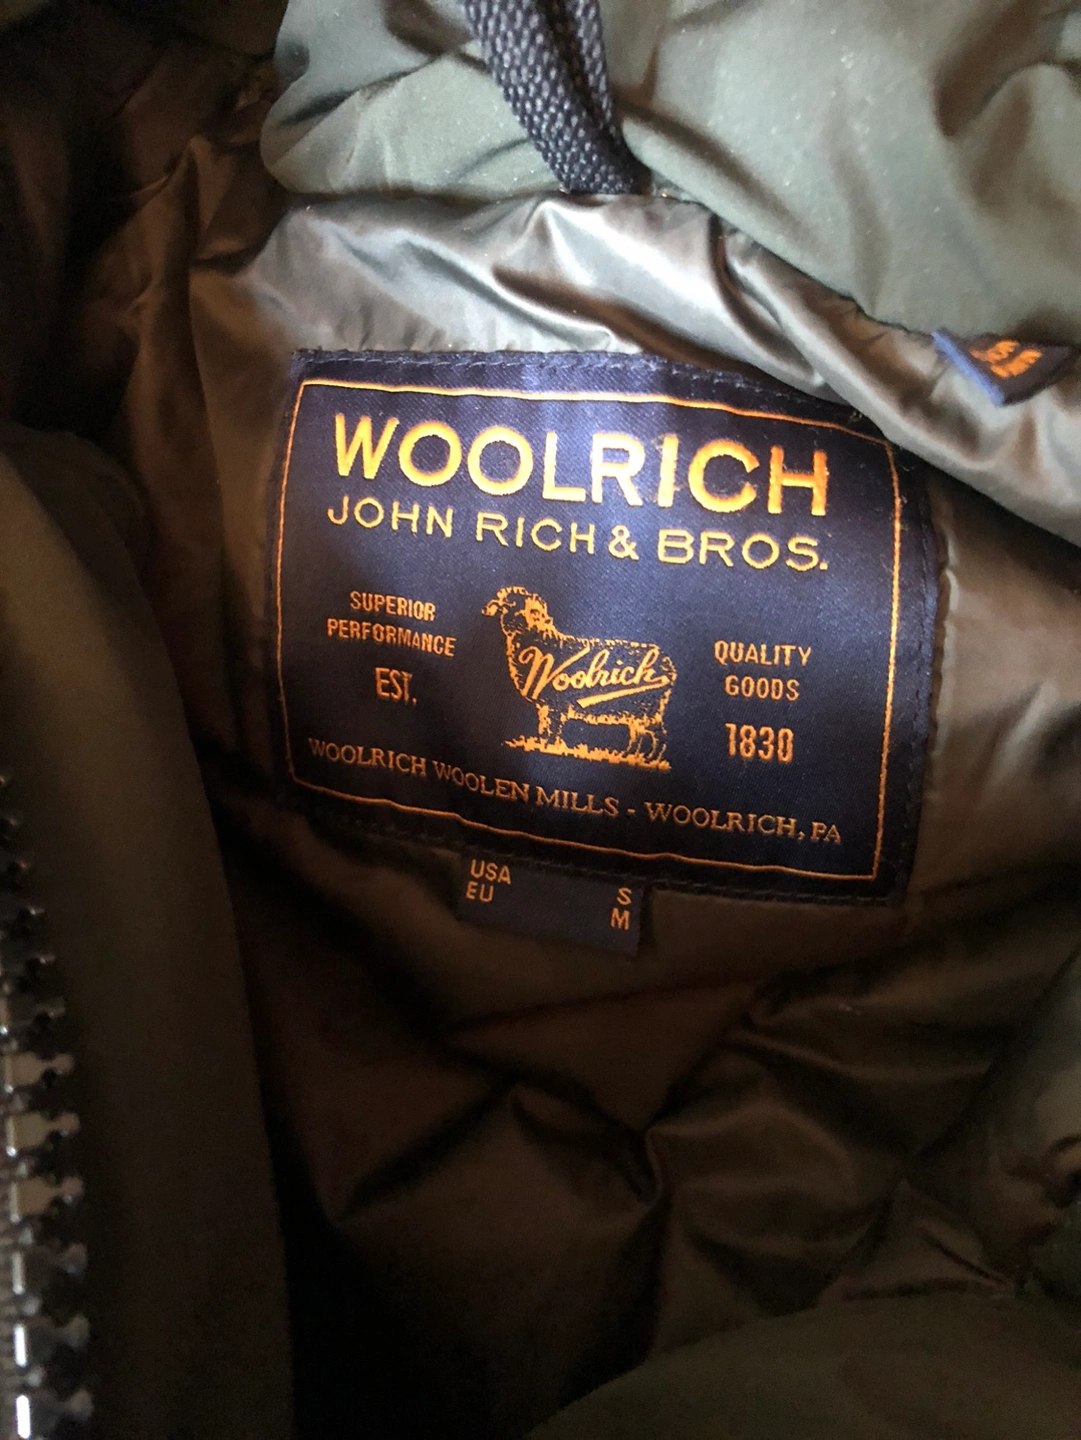 WOOLRICH
JOHN RICH & BROS.
SUPERIOR
PERFORMANCE
EST.
Woolrich
QUALITY
GOODS
1830
WOOLRICH WOOLEN MILLS - WOOLRICH, PA
USA S
EU M